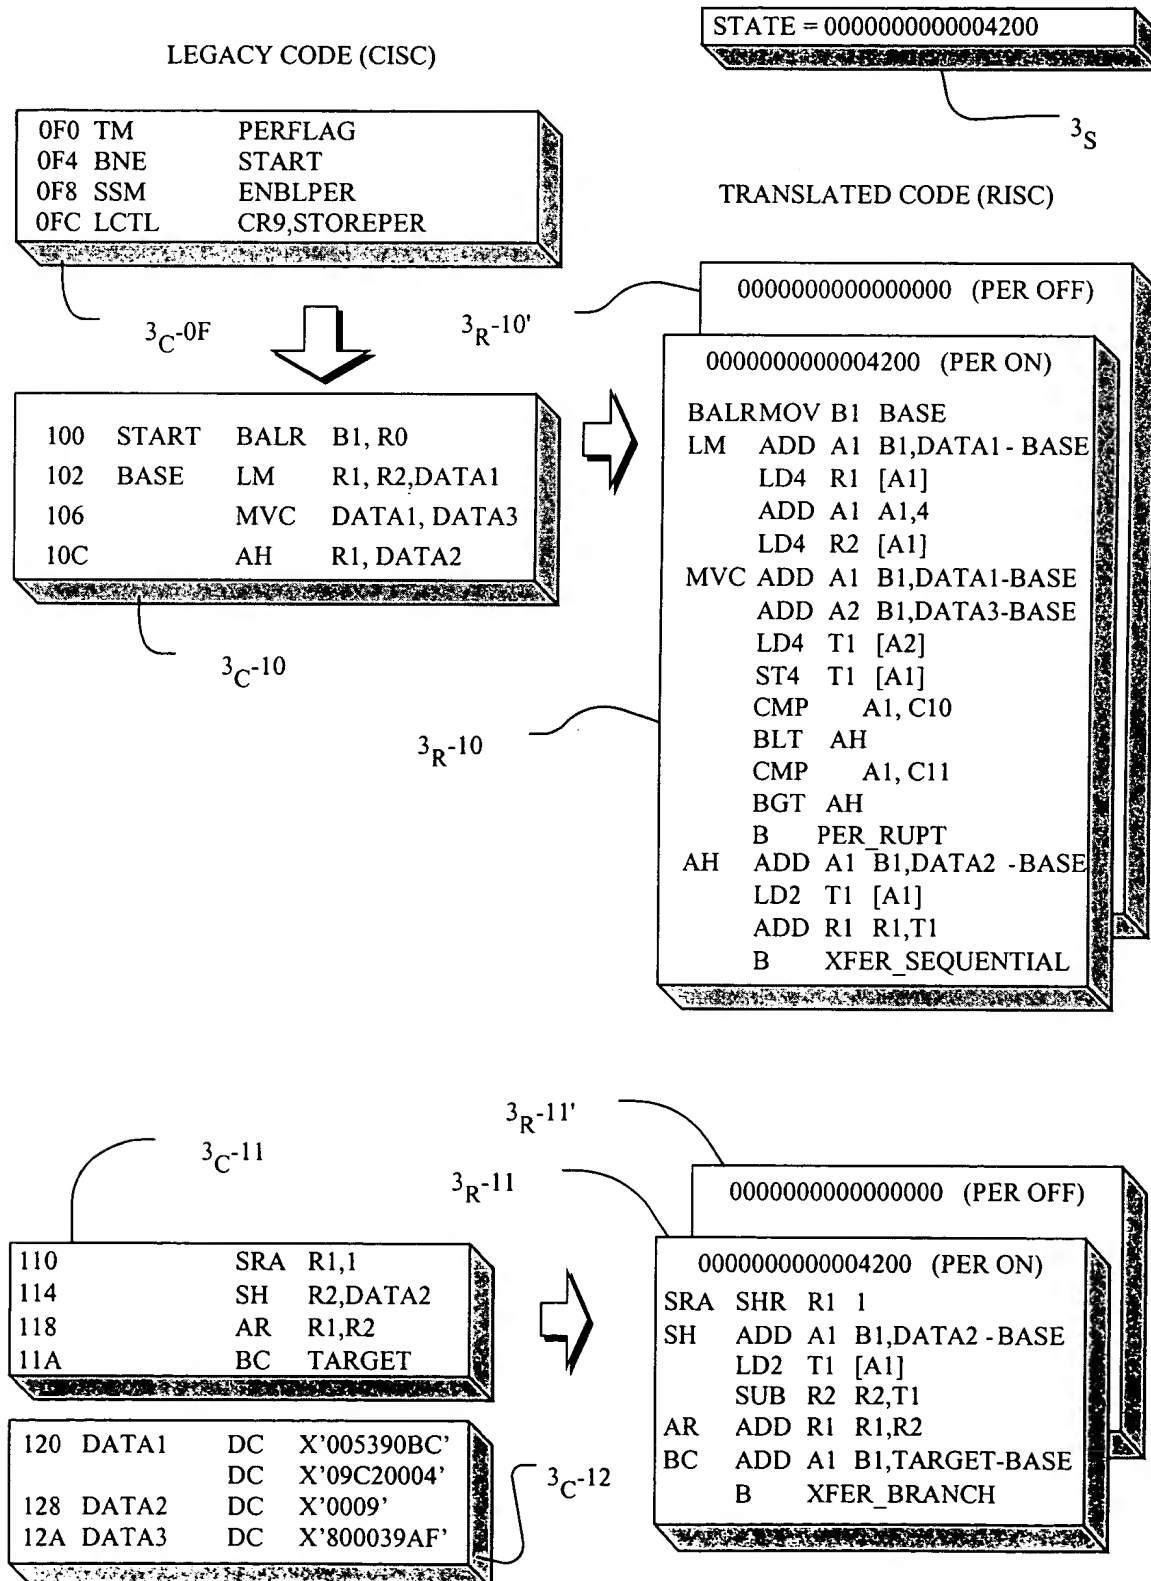 STATE = 0000000000004200
LEGACY CODE (CISC)
3S
0F0 TM PERFLAG
0F4 BNE START
0F8 SSM ENBLPER
0FC LCTL CR9,STOREPER
TRANSLATED CODE (RISC)
3C-0F
3R-10'
0000000000000000 (PER OFF)
0000000000004200 (PER ON)
100 START BALR B1, R0
102 BASE LM R1, R2,DATA1
106 MVC DATA1, DATA3
10C AH R1, DATA2
3C-10
BALRMOV B1 BASE
LM ADD A1 B1,DATA1 - BASE
LD4 R1 [A1]
ADD A1 A1,4
LD4 R2 [A1]
MVC ADD A1 B1,DATA1-BASE
ADD A2 B1,DATA3-BASE
LD4 T1 [A2]
ST4 T1 [A1]
CMP A1, C10
BLT AH
CMP A1, C11
BGT AH
B PER_RUPT
AH ADD A1 B1,DATA2 -BASE
LD2 T1 [A1]
ADD R1 R1,T1
B XFER_SEQUENTIAL
3R-10
3R-11'
3C-11
3R-11
0000000000000000 (PER OFF)
0000000000004200 (PER ON)
110 SRA R1,1
114 SH R2,DATA2
118 AR R1,R2
11A BC TARGET
SRA SHR R1 1
SH ADD A1 B1,DATA2 -BASE
LD2 T1 [A1]
SUB R2 R2,T1
AR ADD R1 R1,R2
BC ADD A1 B1,TARGET-BASE
B XFER_BRANCH
120 DATA1 DC X'005390BC'
DC X'09C20004'
128 DATA2 DC X'0009'
12A DATA3 DC X'800039AF'
3C-12